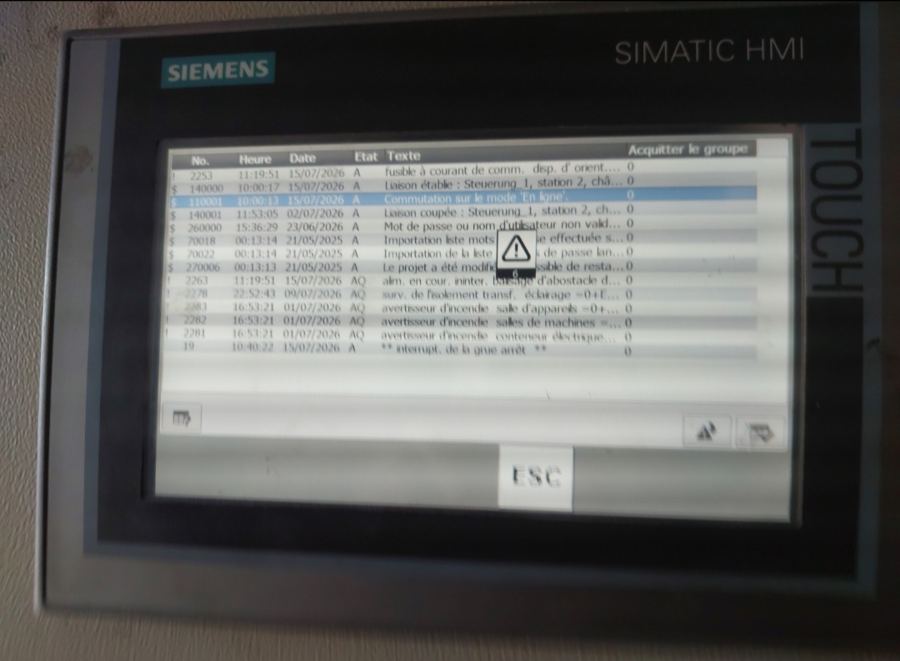 SIEMENS
SIMATIC HMI
TOUCH
No. Heure Date Etat Texte Acquitter le groupe
! 2253 11:19:51 15/07/2026 A fusible à courant de comm. disp. d' orient.... 0
$ 140000 10:00:17 15/07/2026 A Liaison établie : Steuerung_1, station 2, châ... 0
$ 110001 10:00:13 15/07/2026 A Commutation sur le mode 'En ligne'. 0
$ 140001 11:53:05 02/07/2026 A Liaison coupée : Steuerung_1, station 2, ch... 0
$ 260000 15:36:29 23/06/2026 A Mot de passe ou nom d'utilisateur non valid... 0
$ 70018 00:13:14 21/05/2025 A Importation liste mots effectuée s... 0
$ 70022 00:13:14 21/05/2025 A Importation de la liste de passe lan... 0
$ 270006 00:13:13 21/05/2025 A Le projet a été de resta... 0
! 2263 11:19:51 15/07/2026 AQ alm. en cour. ininter. d'abostacle d... 0
2278 22:52:43 09/07/2026 AQ surv. de l'isolement transf. éclairage =0+E... 0
16:53:21 01/07/2026 AQ avertisseur d'incendie salle d'appareils =0+... 0
2282 16:53:21 01/07/2026 AQ avertisseur d'incendie salles de machines =... 0
! 2281 16:53:21 01/07/2026 AQ avertisseur d'incendie conteneur électrique... 0
19 10:40:22 15/07/2026 A ** interrupt. de la grue arrêt ** 0
6
ESC